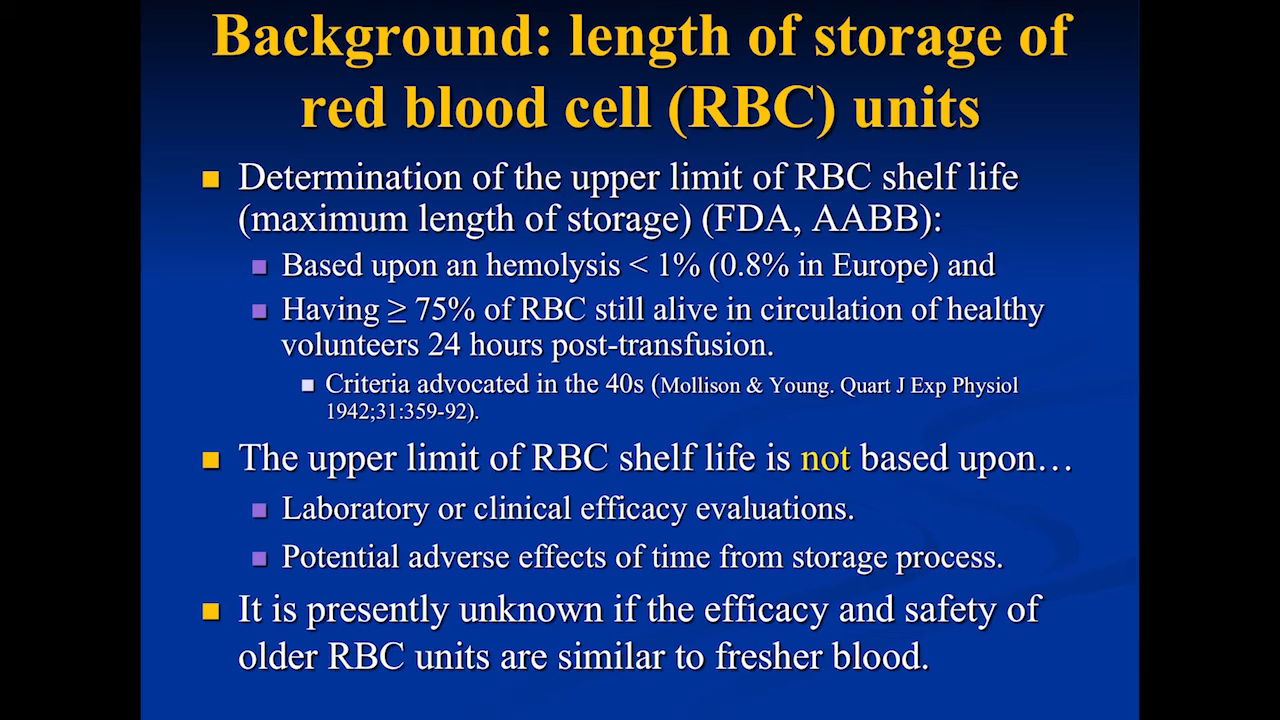 Background: length of storage of
red blood cell (RBC) units
Determination of the upper limit of RBC shelf life
(maximum length of storage) (FDA, AABB):
Based upon an hemolysis < 1% (0.8% in Europe) and
Having ≥ 75% of RBC still alive in circulation of healthy
volunteers 24 hours post-transfusion.
Criteria advocated in the 40s (Mollison & Young. Quart J Exp Physiol
1942;31:359-92).
The upper limit of RBC shelf life is not based upon…
Laboratory or clinical efficacy evaluations.
Potential adverse effects of time from storage process.
It is presently unknown if the efficacy and safety of
older RBC units are similar to fresher blood.